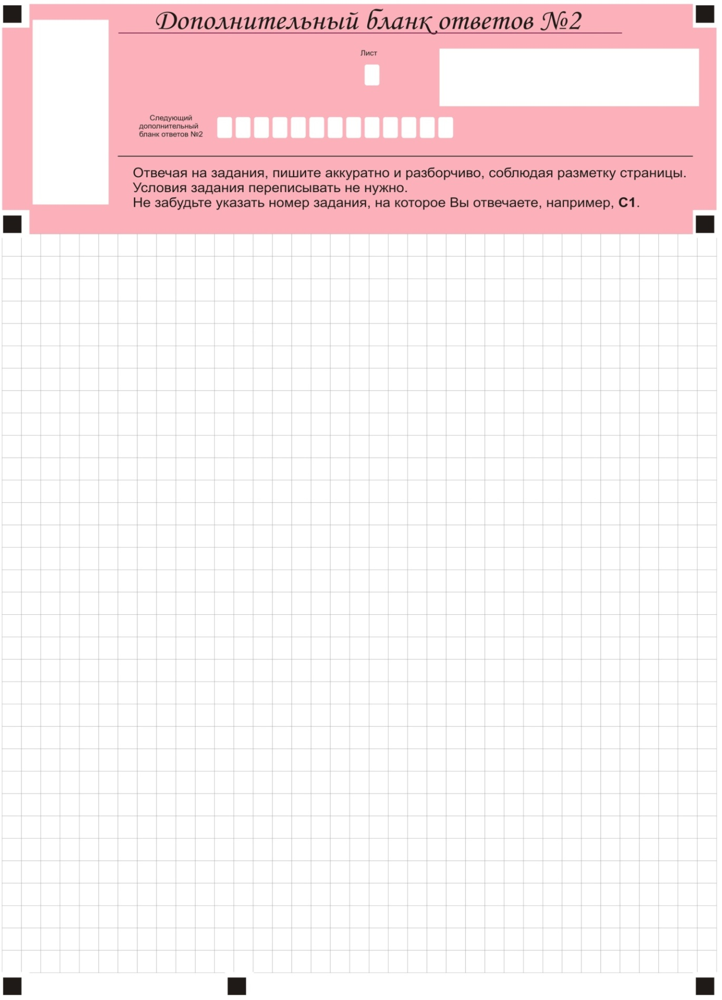 Дополнительный бланк ответов №2
Лист
Следующий
дополнительный
бланк ответов №2
Отвечая на задания, пишите аккуратно и разборчиво, соблюдая разметку страницы.
Условия задания переписывать не нужно.
Не забудьте указать номер задания, на которое Вы отвечаете, например, С1.